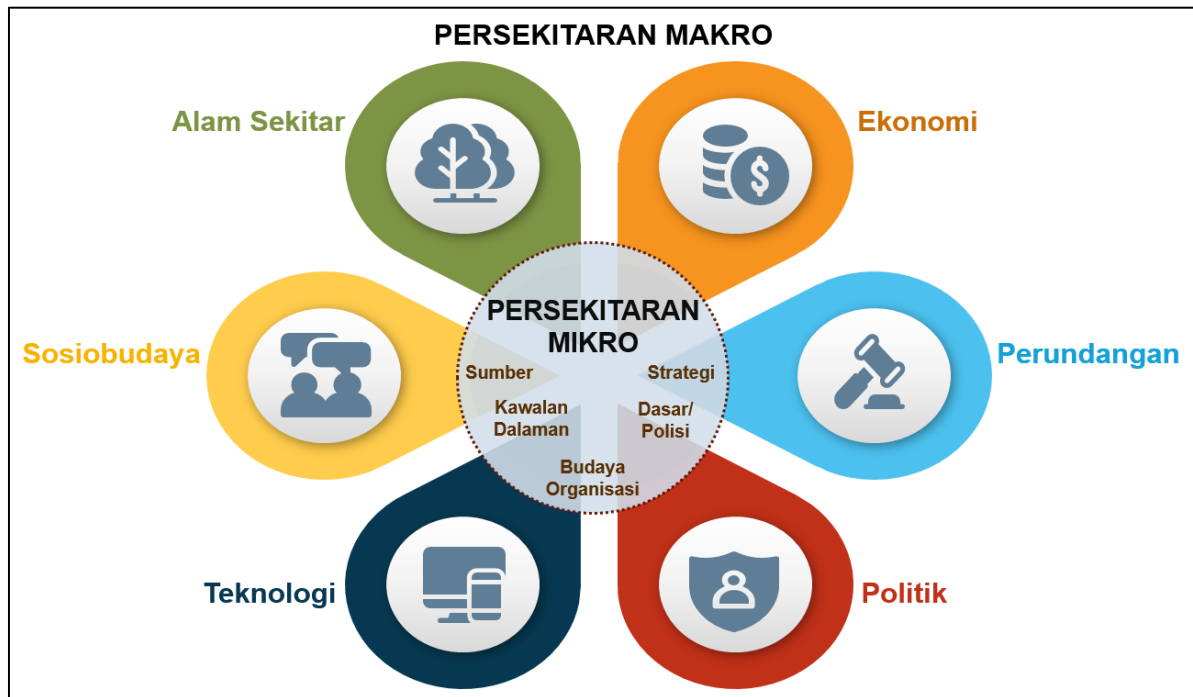 PERSEKITARAN MAKRO
Alam Sekitar
Ekonomi
PERSEKITARAN
MIKRO
Sosiobudaya
Perundangan
Sumber
Strategi
Kawalan
Dalaman
Dasar/
Polisi
Budaya
Organisasi
Teknologi
Politik
$